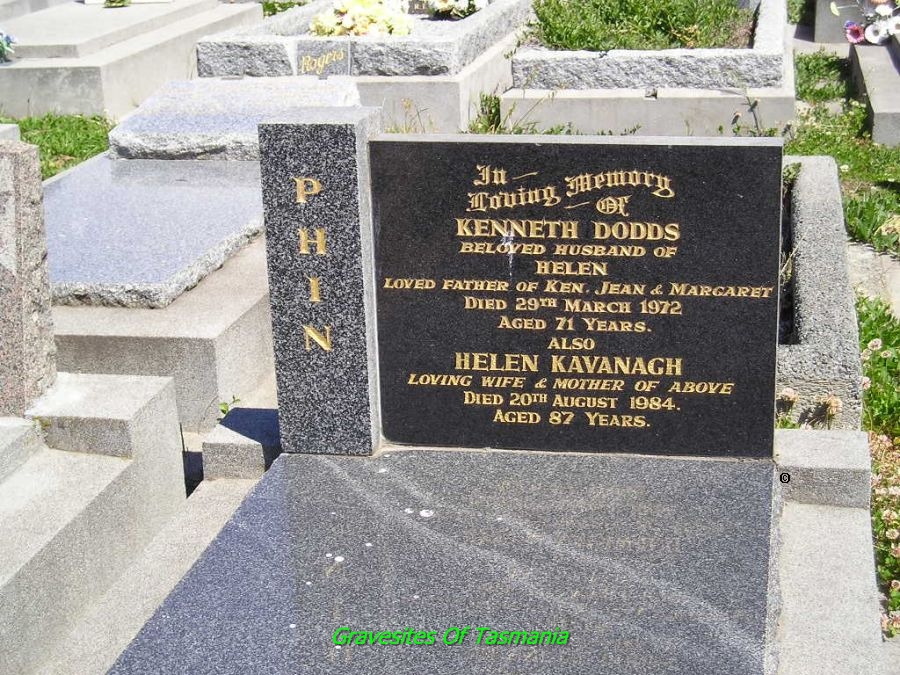 Rogers
PHIN
In
Loving Memory
Of
KENNETH DODDS
BELOVED HUSBAND OF
HELEN
LOVED FATHER OF KEN, JEAN & MARGARET
DIED 29TH MARCH 1972
AGED 71 YEARS.
ALSO
HELEN KAVANAGH
LOVING WIFE & MOTHER OF ABOVE
DIED 20TH AUGUST 1984.
AGED 87 YEARS.
Gravesites Of Tasmania